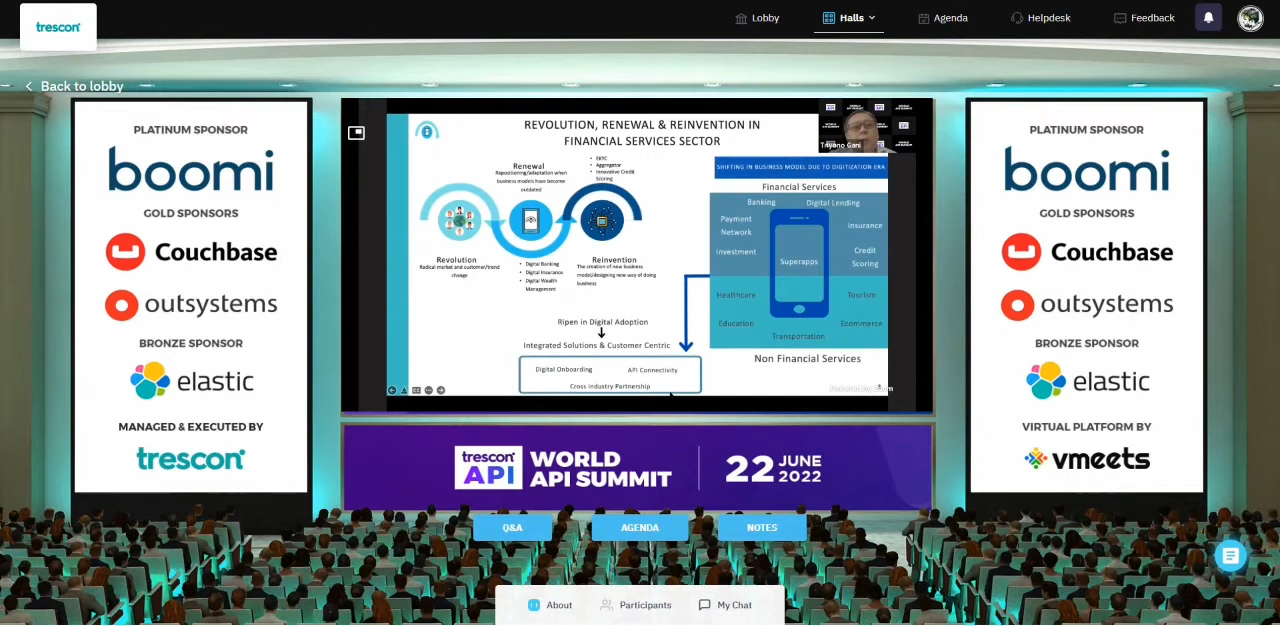 trescon
Lobby
Halls
Agenda
Helpdesk
Feedback
Back to lobby
PLATINUM SPONSOR
boomi
GOLD SPONSORS
Couchbase
outsystems
BRONZE SPONSOR
elastic
MANAGED & EXECUTED BY
trescon
REVOLUTION, RENEWAL & REINVENTION IN
FINANCIAL SERVICES SECTOR
Triyono Gani
Renewal
Repositioning/adaptation when
business models have become
outdated
• EKYC
• Aggregator
• Innovative Credit
Scoring
Revolution
Radical market and customer/trend
change
• Digital Banking
• Digital Insurance
• Digital Wealth
Management
Reinvention
The creation of new business
model/designing new way of doing
business
Ripen in Digital Adoption
Integrated Solutions & Customer Centric
Digital Onboarding
API Connectivity
Cross Industry Partnership
SHIFTING IN BUSINESS MODEL DUE TO DIGITIZATION ERA
Financial Services
Banking
Digital Lending
Payment
Network
Insurance
Investment
Credit
Scoring
Superapps
Healthcare
Tourism
Education
Ecommerce
Transportation
Non Financial Services
trescon
API
WORLD
API SUMMIT
22 JUNE
2022
Q&A
AGENDA
NOTES
PLATINUM SPONSOR
boomi
GOLD SPONSORS
Couchbase
outsystems
BRONZE SPONSOR
elastic
VIRTUAL PLATFORM BY
vmeets
About
Participants
My Chat